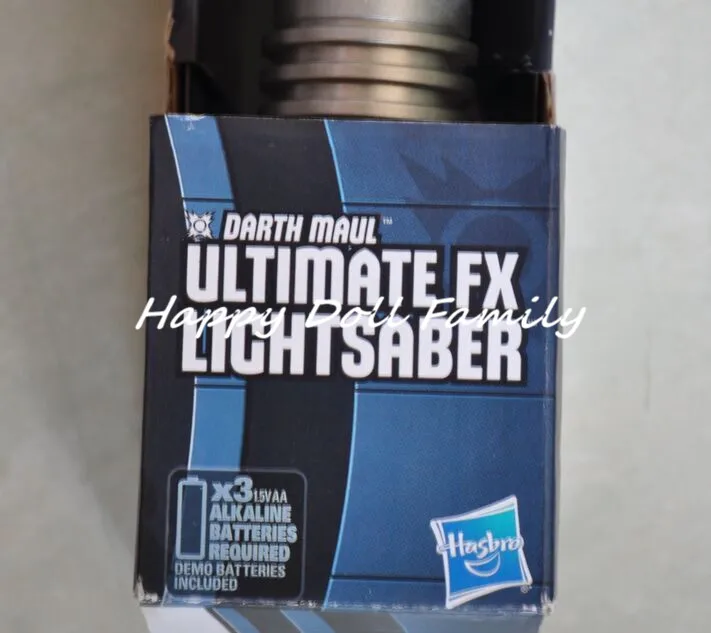 DARTH MAUL™
ULTIMATE FX
Happy Doll Family
LIGHTSABER
x3 1.5V AA
ALKALINE
BATTERIES
REQUIRED
DEMO BATTERIES
INCLUDED
Hasbro
®